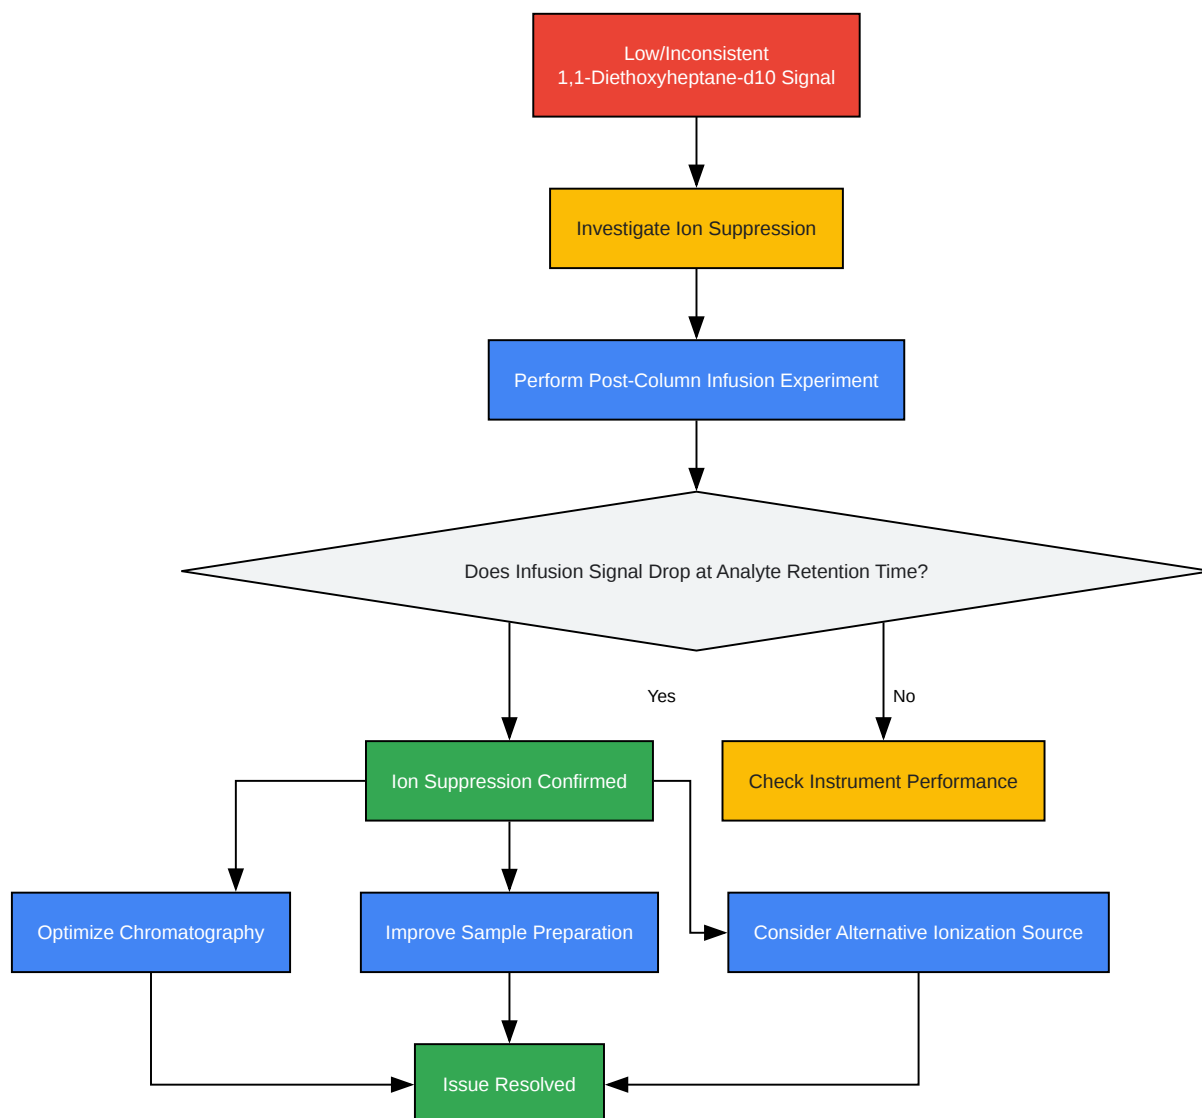 Low/Inconsistent
1,1-Diethoxyheptane-d10 Signal
Investigate Ion Suppression
Perform Post-Column Infusion Experiment
Does Infusion Signal Drop at Analyte Retention Time?
Yes
No
Ion Suppression Confirmed
Check Instrument Performance
Optimize Chromatography
Improve Sample Preparation
Consider Alternative Ionization Source
Issue Resolved